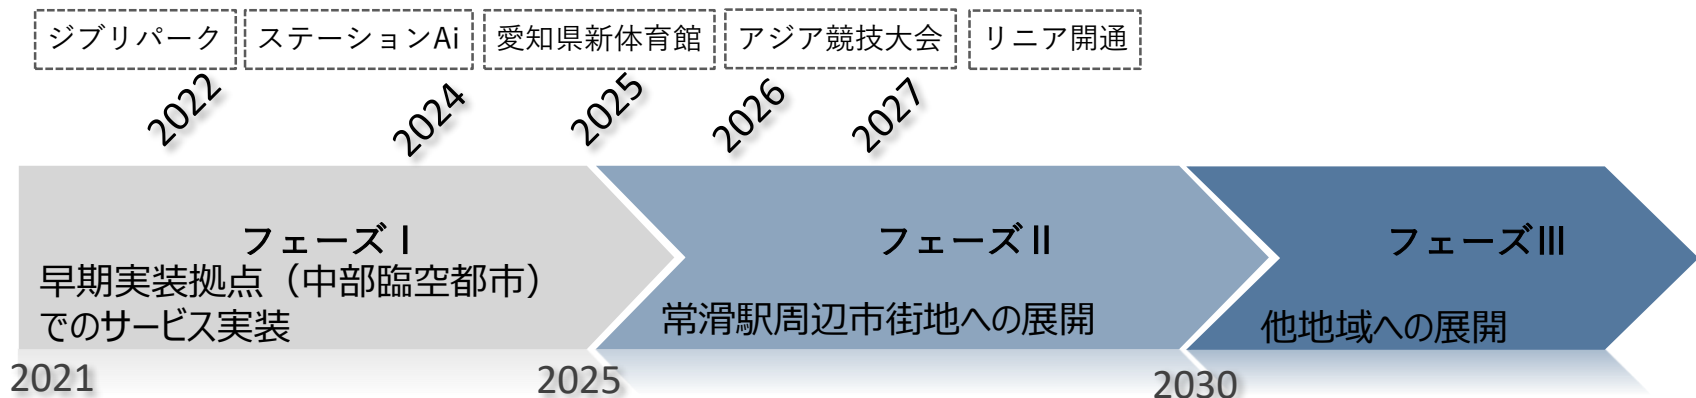 ジブリパーク
ステーションAi
愛知県新体育館
アジア競技大会
リニア開通
2022
2024
2025
2026
2027
フェーズⅠ
早期実装拠点（中部臨空都市）
でのサービス実装
フェーズⅡ
常滑駅周辺市街地への展開
フェーズⅢ
他地域への展開
2021
2025
2030